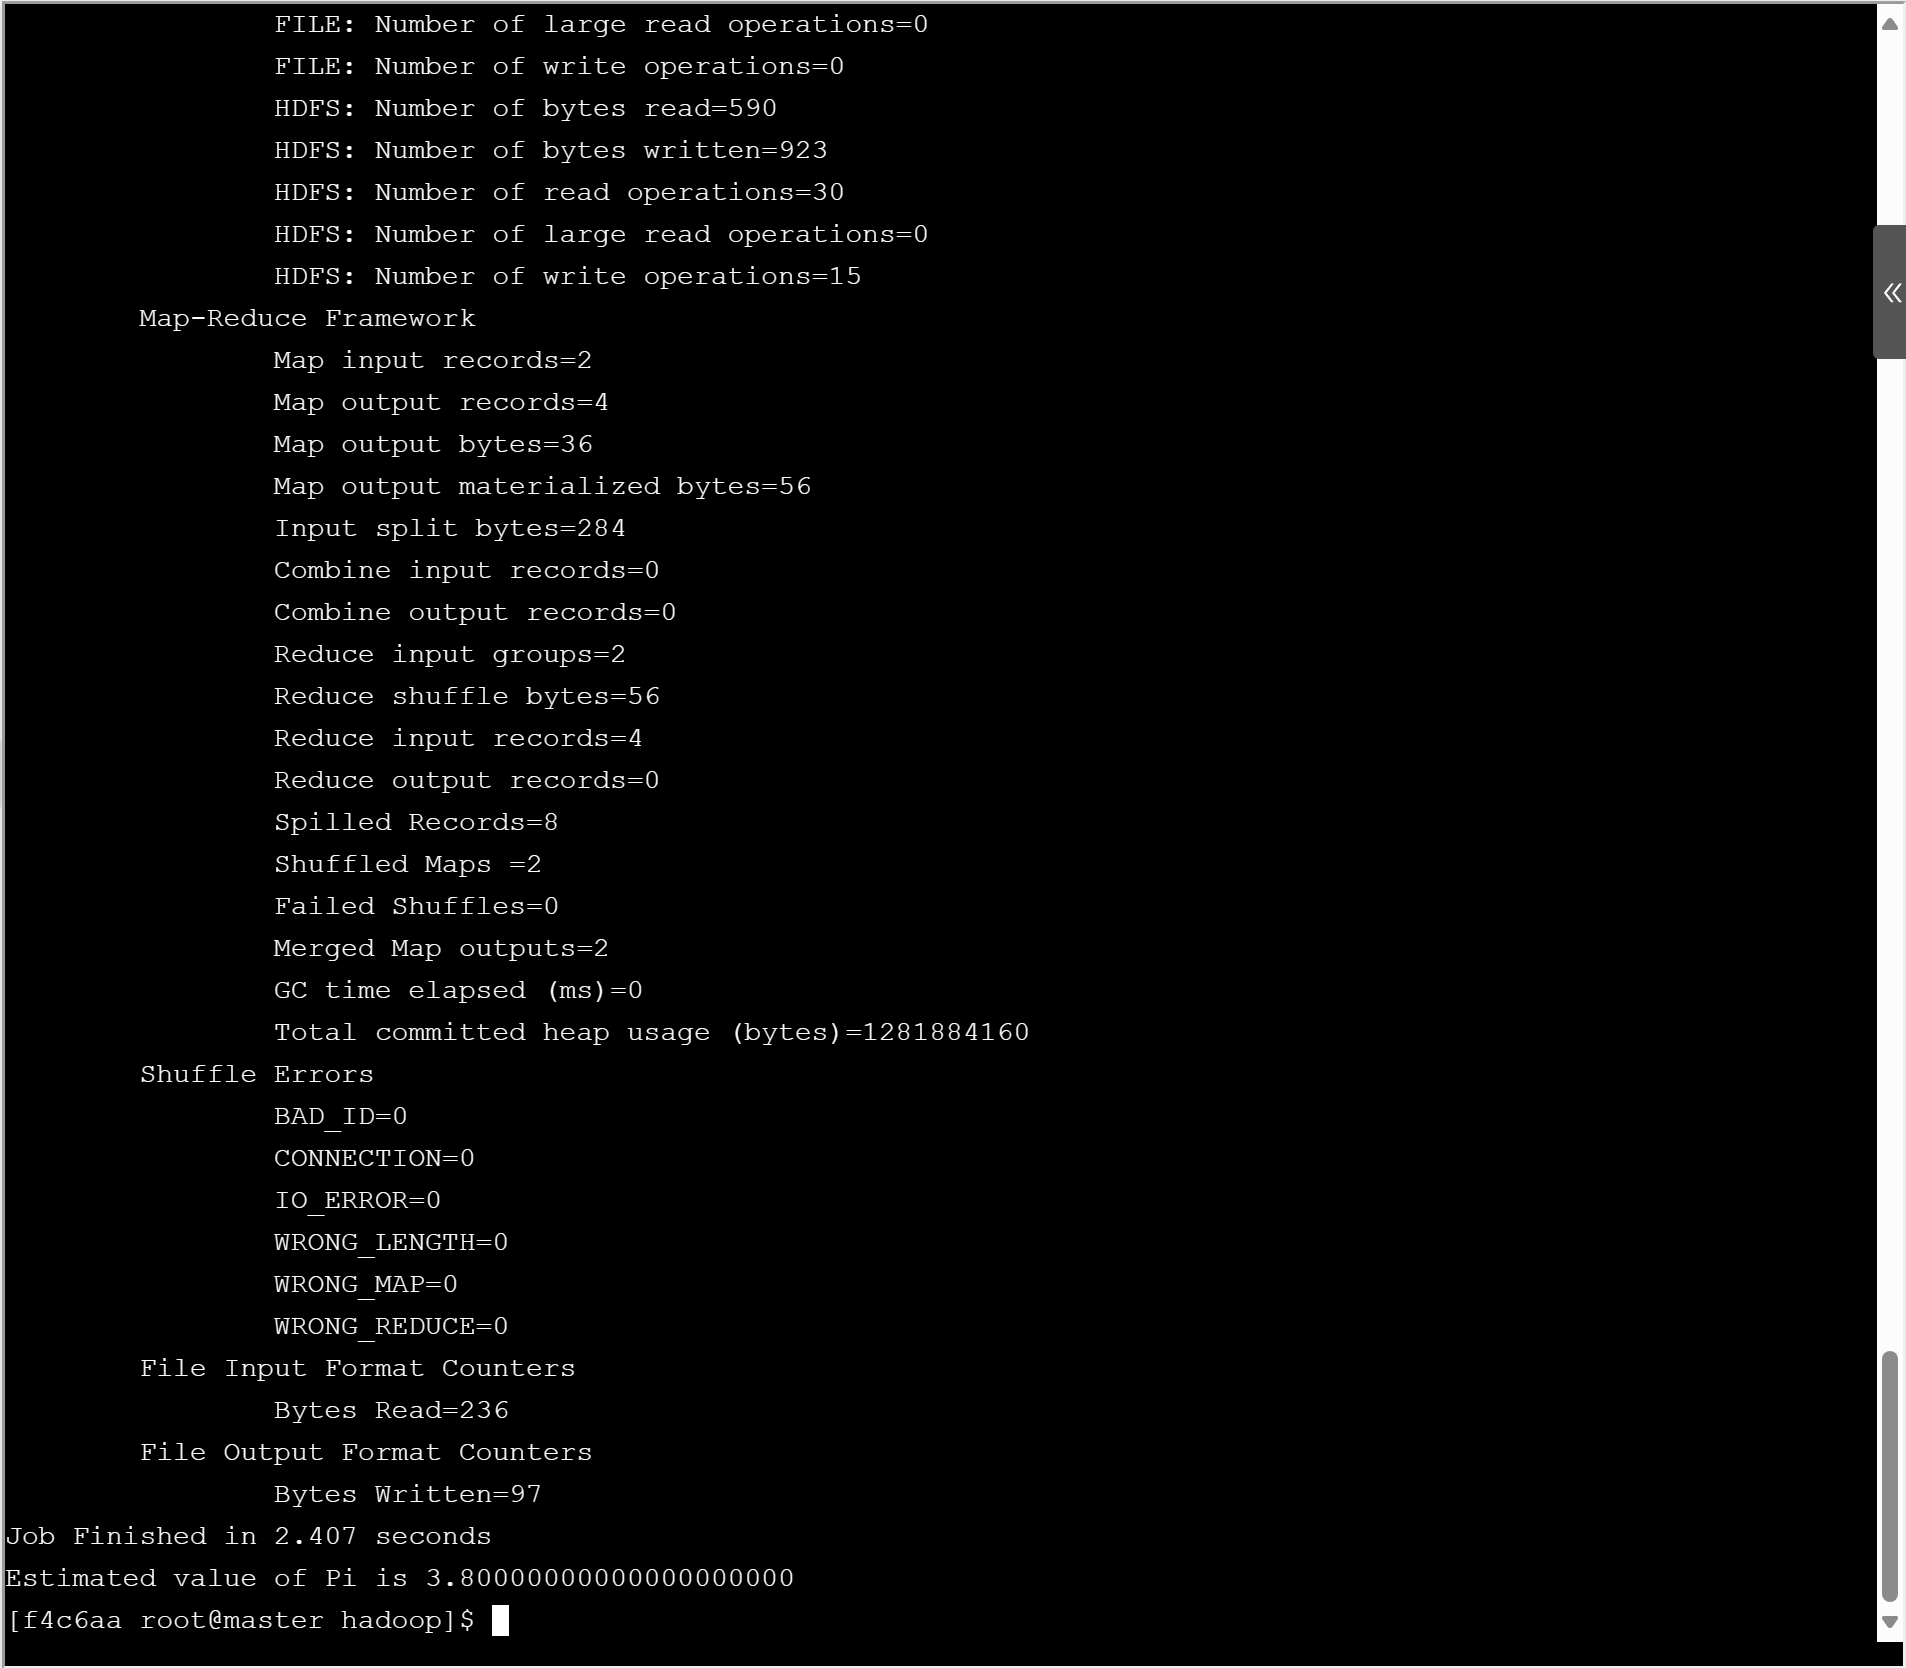 FILE: Number of large read operations=0
FILE: Number of write operations=0
HDFS: Number of bytes read=590
HDFS: Number of bytes written=923
HDFS: Number of read operations=30
HDFS: Number of large read operations=0
HDFS: Number of write operations=15
Map-Reduce Framework
Map input records=2
Map output records=4
Map output bytes=36
Map output materialized bytes=56
Input split bytes=284
Combine input records=0
Combine output records=0
Reduce input groups=2
Reduce shuffle bytes=56
Reduce input records=4
Reduce output records=0
Spilled Records=8
Shuffled Maps =2
Failed Shuffles=0
Merged Map outputs=2
GC time elapsed (ms)=0
Total committed heap usage (bytes)=1281884160
Shuffle Errors
BAD_ID=0
CONNECTION=0
IO_ERROR=0
WRONG_LENGTH=0
WRONG_MAP=0
WRONG_REDUCE=0
File Input Format Counters
Bytes Read=236
File Output Format Counters
Bytes Written=97
Job Finished in 2.407 seconds
Estimated value of Pi is 3.80000000000000000000
[f4c6aa root@master hadoop]$